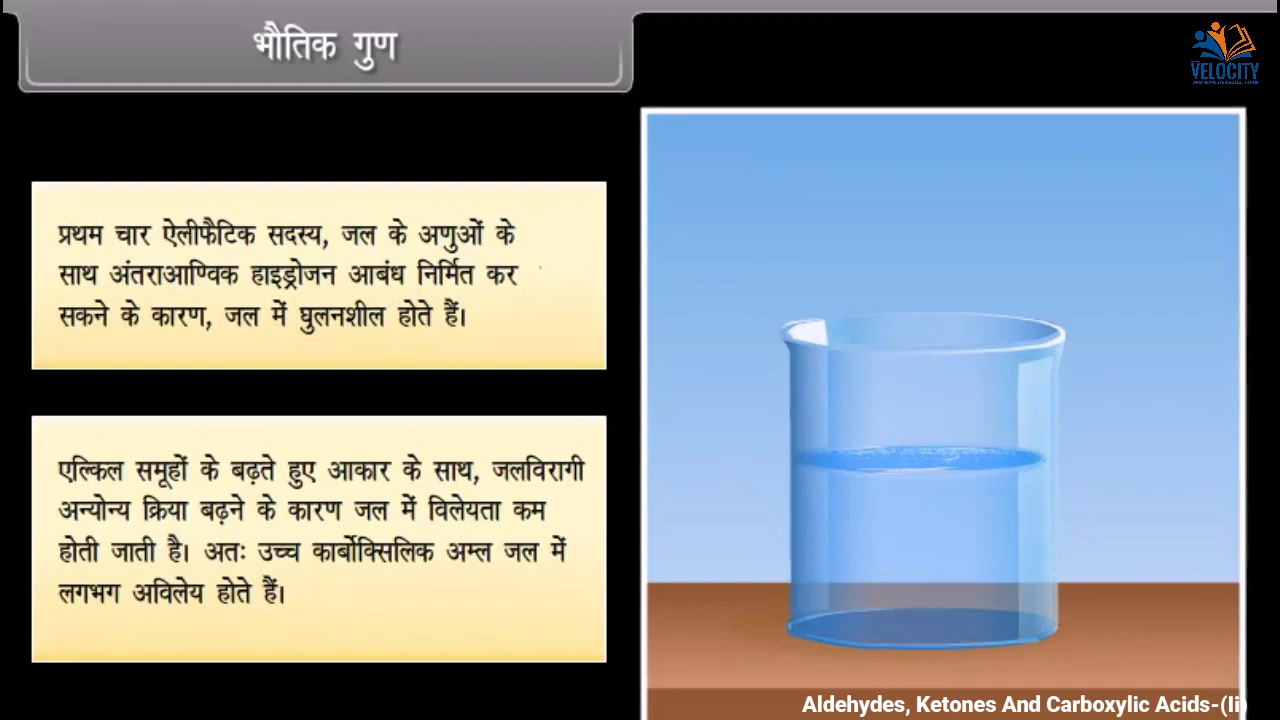 भौतिक गुण
VELOCITY
प्रथम चार ऐलीफैटिक सदस्य, जल के अणुओं के
साथ अंतराआण्विक हाइड्रोजन आबंध निर्मित कर
सकने के कारण, जल में घुलनशील होते हैं।
एल्किल समूहों के बढ़ते हुए आकार के साथ, जलविरागी
अन्योन्य क्रिया बढ़ने के कारण जल में विलेयता कम
होती जाती है। अतः उच्च कार्बोक्सिलिक अम्ल जल में
लगभग अविलेय होते हैं।
Aldehydes, Ketones And Carboxylic Acids-(Ii)